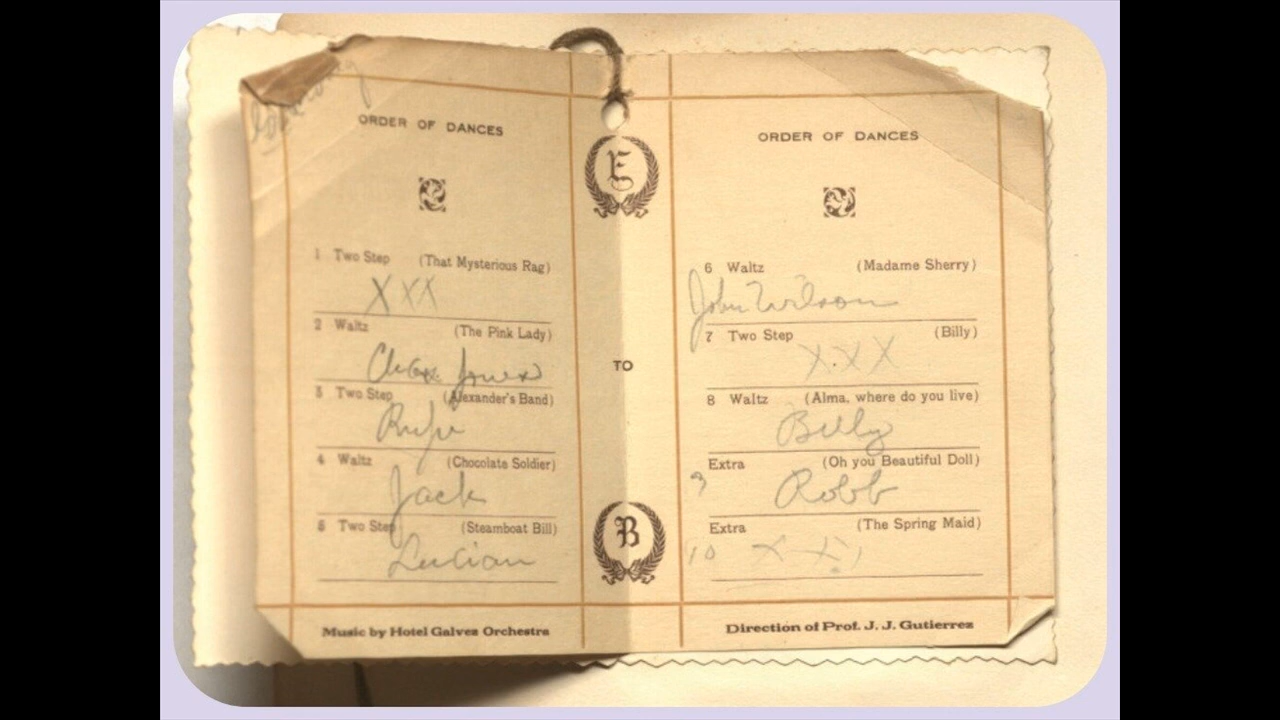 ORDER OF DANCES
1 Two Step (That Mysterious Rag)
XXX
2 Waltz (The Pink Lady)
Chas. Jones
3 Two Step (Alexander's Band)
4 Waltz (Chocolate Soldier)
Jack
5 Two Step (Steamboat Bill)
Lucian
Music by Hotel Galvez Orchestra
E
TO
B
ORDER OF DANCES
6 Waltz (Madame Sherry)
John Wilson
7 Two Step (Billy)
X.XX
8 Waltz (Alma, where do you live)
Billy
Extra (Oh you Beautiful Doll)
9 Robb
Extra (The Spring Maid)
10 X X
Direction of Prof. J. J. Gutierrez